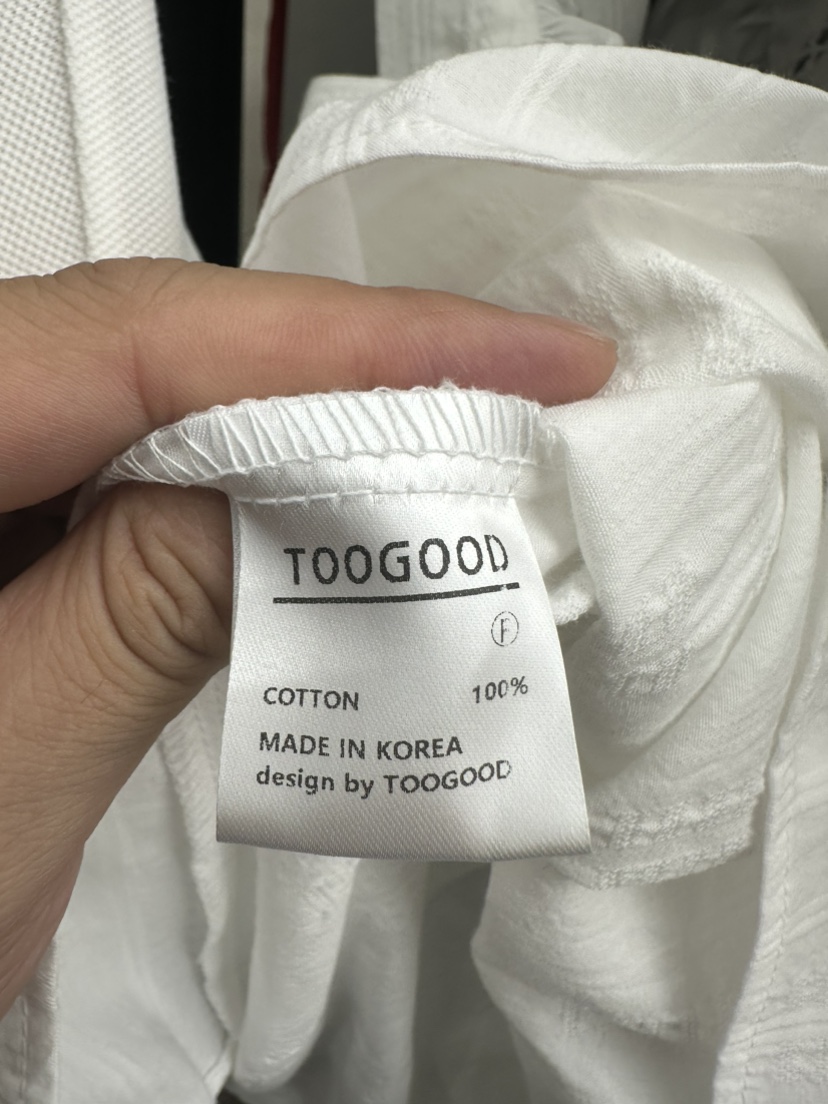 TOOGOOD
F
COTTON 100%
MADE IN KOREA
design by TOOGOOD